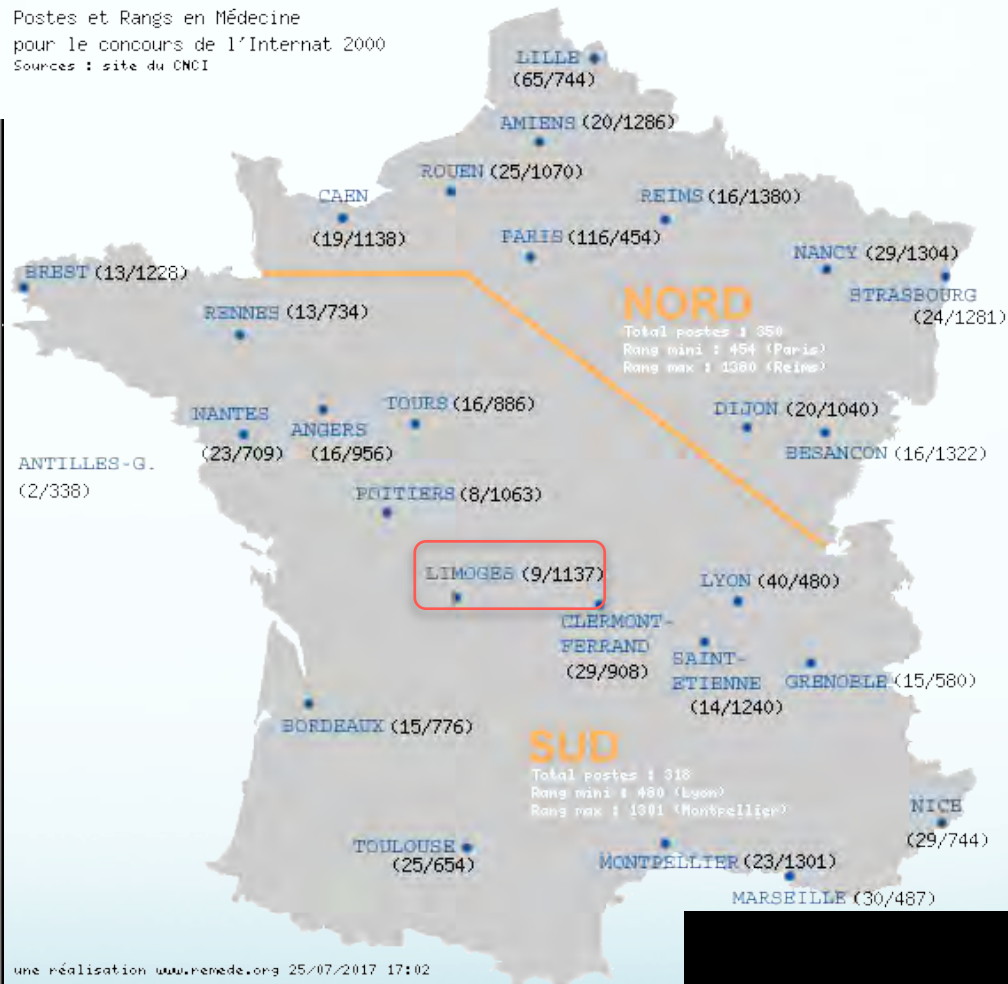 Postes et Rangs en Médecine
pour le concours de l'Internat 2000
Sources : site du CNCI
LILLE
(65/744)
AMIENS (20/1286)
ROUEN (25/1070)
CAEN
(19/1138)
REIMS (16/1380)
PARIS (116/454)
NANCY (29/1304)
STRASBOURG
(24/1281)
BREST (13/1228)
RENNES (13/734)
NORD
Total postes : 350
Rang mini : 454 (Paris)
Rang max : 1380 (Reims)
NANTES
(23/709)
ANGERS
(16/956)
TOURS (16/886)
DIJON (20/1040)
BESANCON (16/1322)
ANTILLES-G.
(2/338)
POITIERS (8/1063)
LIMOGES (9/1137)
LYON (40/480)
CLERMONT-
FERRAND
(29/908)
SAINT-
ETIENNE
(14/1240)
GRENOBLE (15/580)
BORDEAUX (15/776)
SUD
Total postes : 318
Rang mini : 480 (Lyon)
Rang max : 1301 (Montpellier)
NICE
(29/744)
TOULOUSE
(25/654)
MONTPELLIER (23/1301)
MARSEILLE (30/487)
une réalisation www.remede.org 25/07/2017 17:02